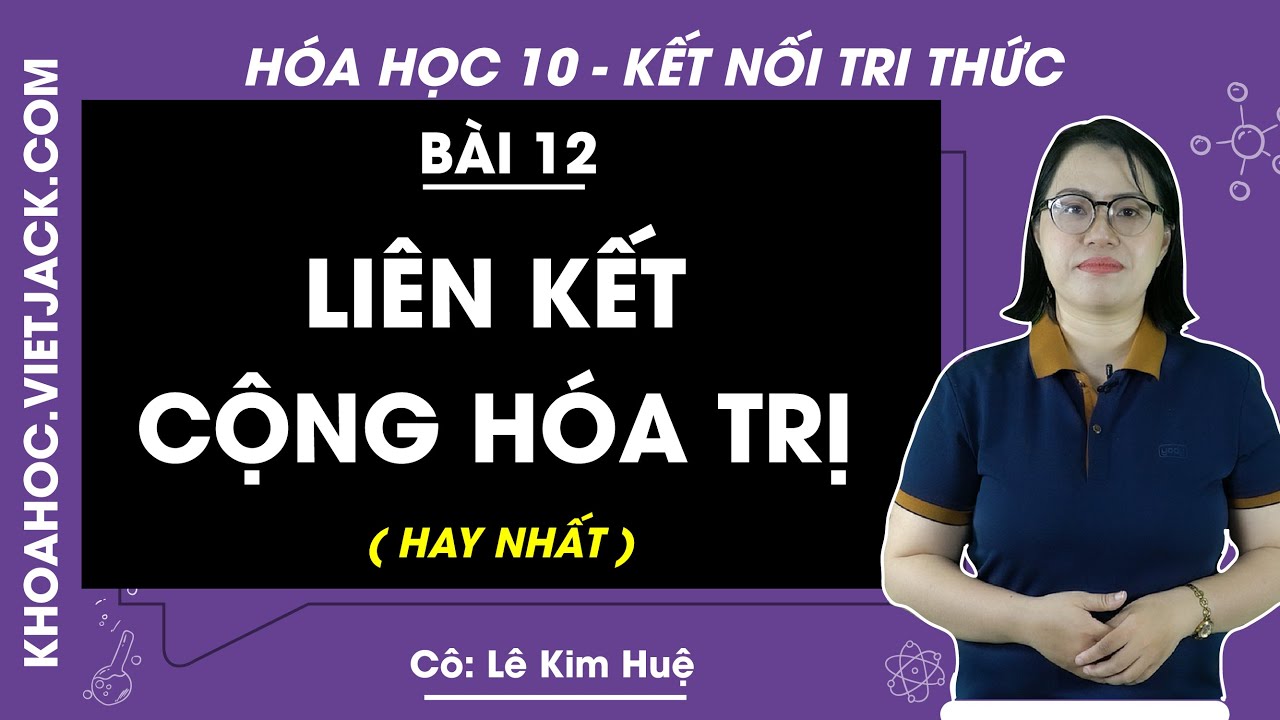 HÓA HỌC 10 - KẾT NỐI TRI THỨC
KHOAHOC.VIETJACK.COM
BÀI 12
LIÊN KẾT
CỘNG HÓA TRỊ
( HAY NHẤT )
Cô: Lê Kim Huệ